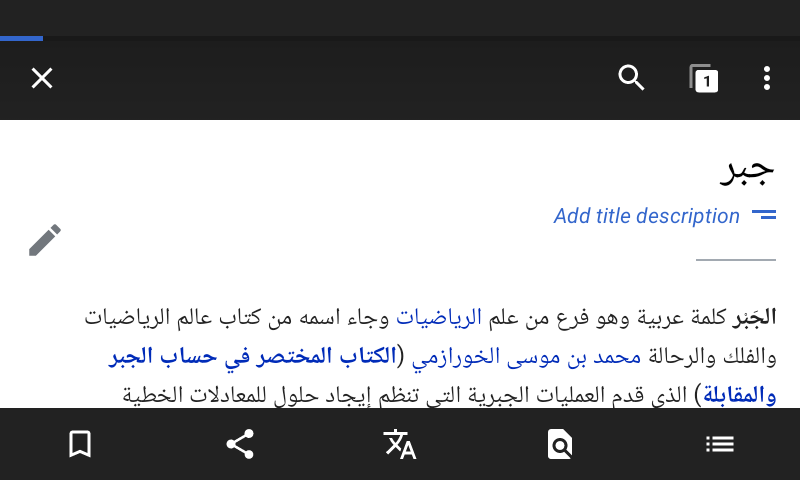 1
جبر
Add title description
الجَبْر كلمة عربية وهو فرع من علم الرياضيات وجاء اسمه من كتاب عالم الرياضيات
والفلك والرحالة محمد بن موسى الخورازمي (الكتاب المختصر في حساب الجبر
والمقابلة) الذي قدم العمليات الجبرية التي تنظم إيجاد حلول للمعادلات الخطية